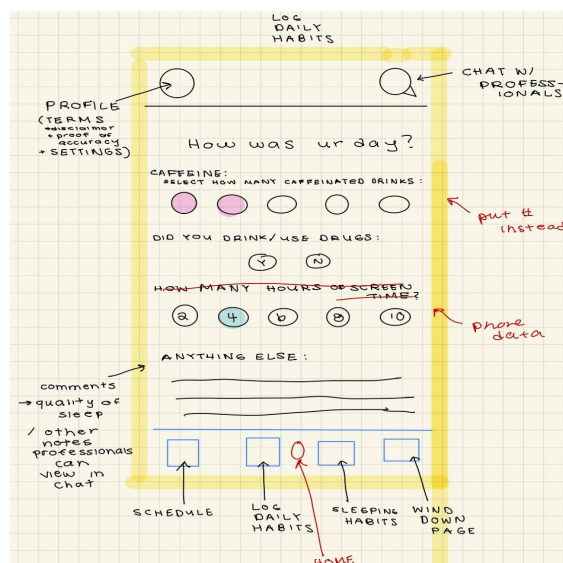 LOG
DAILY
HABITS
CHAT W/
PROFESS-
IONALS
PROFILE
(TERMS
+disclaimer
+ proof of
accuracy
+ SETTINGS)
How was ur day?
CAFFEINE:
SELECT HOW MANY CAFFEINATED DRINKS:
put #
instead
DID YOU DRINK/USE DRUGS:
Y N
HOW MANY HOURS OF SCREEN
TIME?
2 4 6 8 10
phone
data
ANYTHING ELSE:
comments
→ quality of
sleep
/ other
notes
professionals
can
view in
chat
SCHEDULE
LOG
DAILY
HABITS
SLEEPING
HABITS
WIND
DOWN
PAGE
HOME